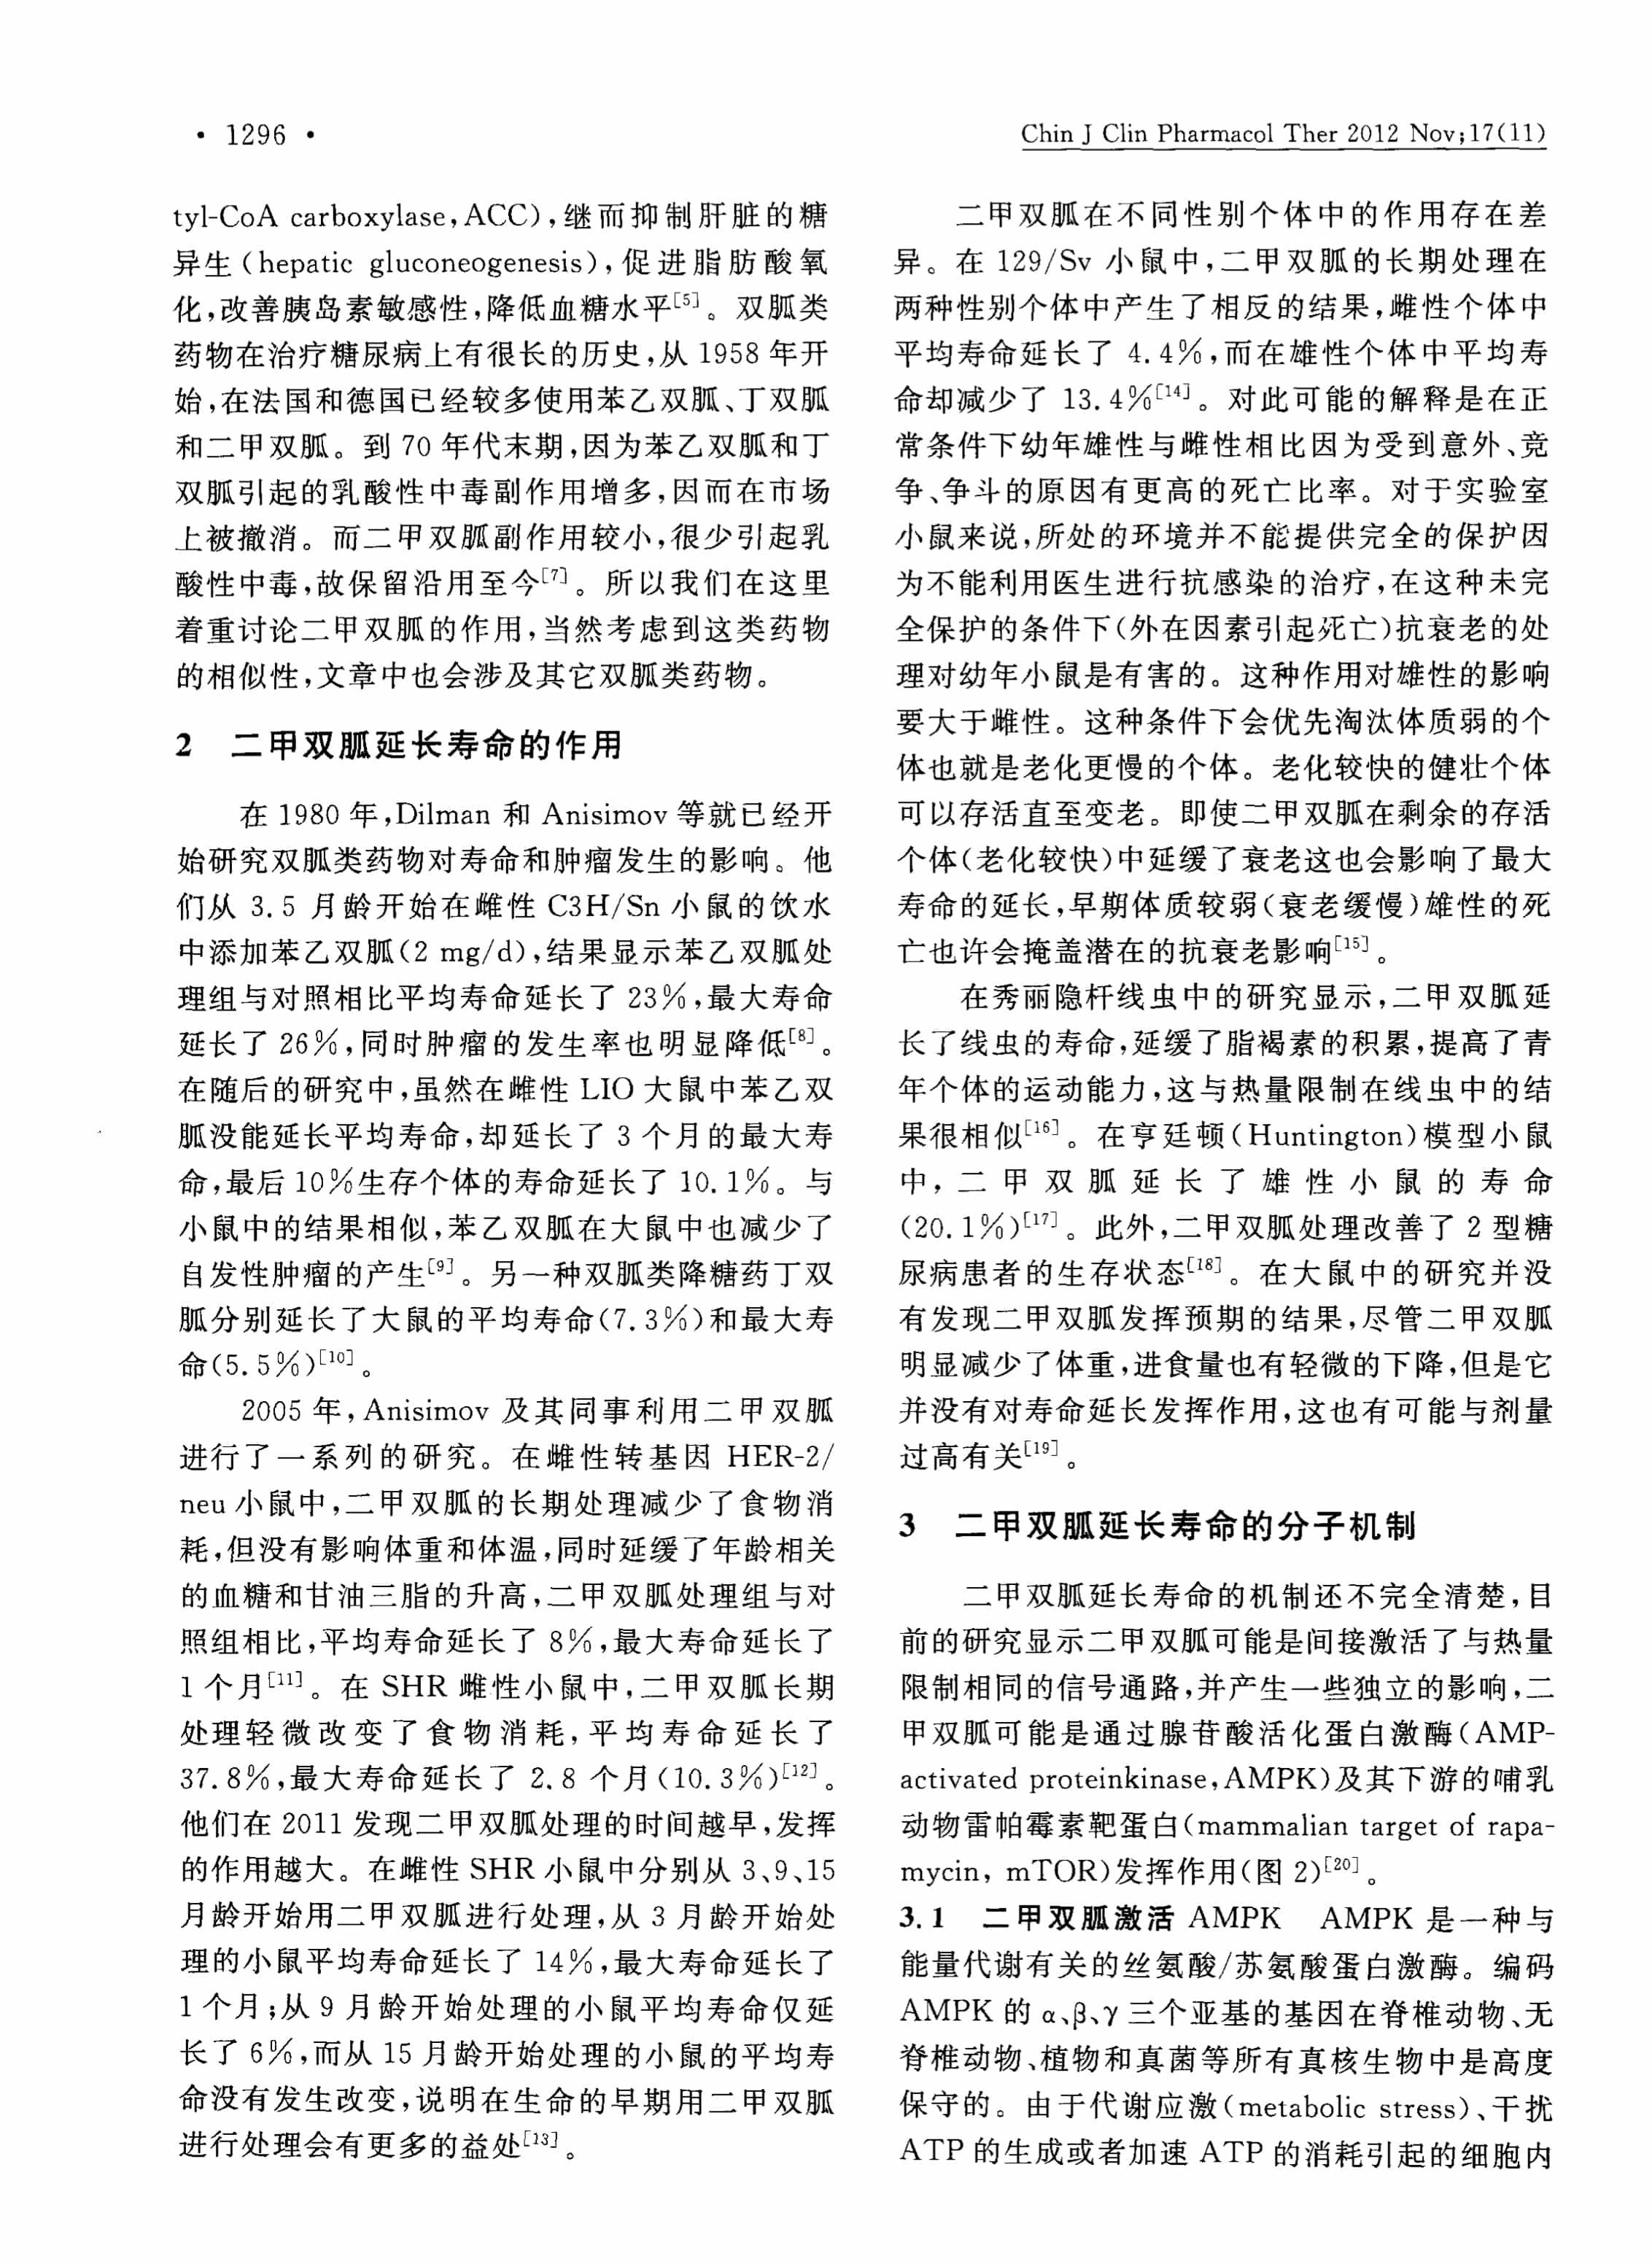 · 1296 ·
Chin J Clin Pharmacol Ther 2012 Nov;17(11)
tyl-CoA carboxylase,ACC),继而抑制肝脏的糖
异生(hepatic gluconeogenesis),促进脂肪酸氧
化,改善胰岛素敏感性,降低血糖水平[5]。双胍类
药物在治疗糖尿病上有很长的历史,从 1958 年开
始,在法国和德国已经较多使用苯乙双胍、丁双胍
和二甲双胍。到 70 年代末期,因为苯乙双胍和丁
双胍引起的乳酸性中毒副作用增多,因而在市场
上被撤消。而二甲双胍副作用较小,很少引起乳
酸性中毒,故保留沿用至今[7]。所以我们在这里
着重讨论二甲双胍的作用,当然考虑到这类药物
的相似性,文章中也会涉及其它双胍类药物。
2 二甲双胍延长寿命的作用
在 1980 年,Dilman 和 Anisimov 等就已经开
始研究双胍类药物对寿命和肿瘤发生的影响。他
们从 3.5 月龄开始在雌性 C3H/Sn 小鼠的饮水
中添加苯乙双胍(2 mg/d),结果显示苯乙双胍处
理组与对照相比平均寿命延长了 23%,最大寿命
延长了 26%,同时肿瘤的发生率也明显降低[8]。
在随后的研究中,虽然在雌性 LIO 大鼠中苯乙双
胍没能延长平均寿命,却延长了 3 个月的最大寿
命,最后 10%生存个体的寿命延长了 10.1%。与
小鼠中的结果相似,苯乙双胍在大鼠中也减少了
自发性肿瘤的产生[9]。另一种双胍类降糖药丁双
胍分别延长了大鼠的平均寿命(7.3%)和最大寿
命(5.5%)[10]。
2005 年,Anisimov 及其同事利用二甲双胍
进行了一系列的研究。在雌性转基因 HER-2/
neu 小鼠中,二甲双胍的长期处理减少了食物消
耗,但没有影响体重和体温,同时延缓了年龄相关
的血糖和甘油三脂的升高,二甲双胍处理组与对
照组相比,平均寿命延长了 8%,最大寿命延长了
1 个月[11]。在 SHR 雌性小鼠中,二甲双胍长期
处理轻微改变了食物消耗,平均寿命延长了
37.8%,最大寿命延长了 2.8 个月(10.3%)[12]。
他们在 2011 发现二甲双胍处理的时间越早,发挥
的作用越大。在雌性 SHR 小鼠中分别从 3、9、15
月龄开始用二甲双胍进行处理,从 3 月龄开始处
理的小鼠平均寿命延长了 14%,最大寿命延长了
1 个月;从 9 月龄开始处理的小鼠平均寿命仅延
长了 6%,而从 15 月龄开始处理的小鼠的平均寿
命没有发生改变,说明在生命的早期用二甲双胍
进行处理会有更多的益处[13]。
二甲双胍在不同性别个体中的作用存在差
异。在 129/Sv 小鼠中,二甲双胍的长期处理在
两种性别个体中产生了相反的结果,雌性个体中
平均寿命延长了 4.4%,而在雄性个体中平均寿
命却减少了 13.4%[14]。对此可能的解释是在正
常条件下幼年雄性与雌性相比因为受到意外、竞
争、争斗的原因有更高的死亡比率。对于实验室
小鼠来说,所处的环境并不能提供完全的保护因
为不能利用医生进行抗感染的治疗,在这种未完
全保护的条件下(外在因素引起死亡)抗衰老的处
理对幼年小鼠是有害的。这种作用对雄性的影响
要大于雌性。这种条件下会优先淘汰体质弱的个
体也就是老化更慢的个体。老化较快的健壮个体
可以存活直至变老。即使二甲双胍在剩余的存活
个体(老化较快)中延缓了衰老这也会影响了最大
寿命的延长,早期体质较弱(衰老缓慢)雄性的死
亡也许会掩盖潜在的抗衰老影响[15]。
在秀丽隐杆线虫中的研究显示,二甲双胍延
长了线虫的寿命,延缓了脂褐素的积累,提高了青
年个体的运动能力,这与热量限制在线虫中的结
果很相似[16]。在亨廷顿(Huntington)模型小鼠
中,二甲双胍延长了雄性小鼠的寿命
(20.1%)[17]。此外,二甲双胍处理改善了 2 型糖
尿病患者的生存状态[18]。在大鼠中的研究并没
有发现二甲双胍发挥预期的结果,尽管二甲双胍
明显减少了体重,进食量也有轻微的下降,但是它
并没有对寿命延长发挥作用,这也有可能与剂量
过高有关[19]。
3 二甲双胍延长寿命的分子机制
二甲双胍延长寿命的机制还不完全清楚,目
前的研究显示二甲双胍可能是间接激活了与热量
限制相同的信号通路,并产生一些独立的影响,二
甲双胍可能是通过腺苷酸活化蛋白激酶(AMP-
activated proteinkinase,AMPK)及其下游的哺乳
动物雷帕霉素靶蛋白(mammalian target of rapa-
mycin, mTOR)发挥作用(图 2)[20]。
3.1 二甲双胍激活 AMPK AMPK 是一种与
能量代谢有关的丝氨酸/苏氨酸蛋白激酶。编码
AMPK 的 α、β、γ 三个亚基的基因在脊椎动物、无
脊椎动物、植物和真菌等所有真核生物中是高度
保守的。由于代谢应激(metabolic stress)、干扰
ATP 的生成或者加速 ATP 的消耗引起的细胞内